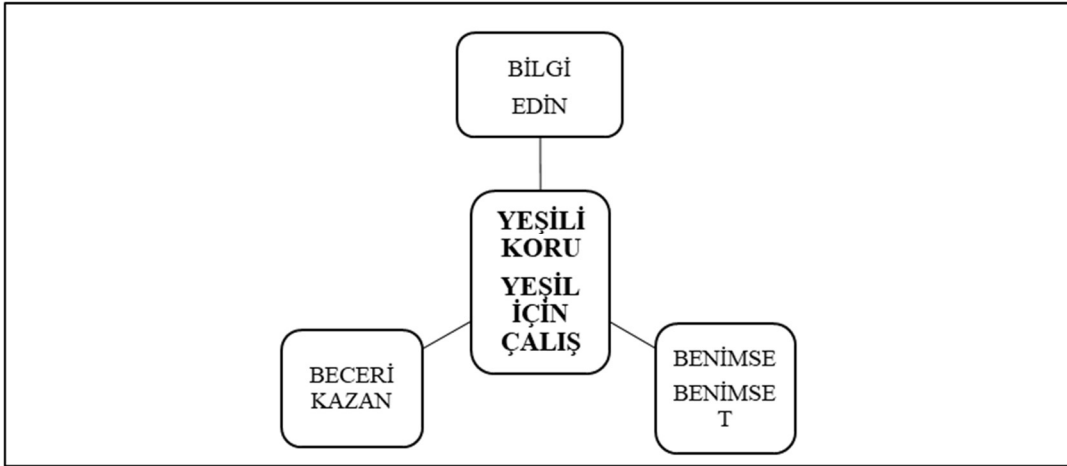 BİLGİ
EDİN
YEŞİLİ
KORU
YEŞİL
İÇİN
ÇALIŞ
BECERİ
KAZAN
BENİMSE
BENİMSE
T